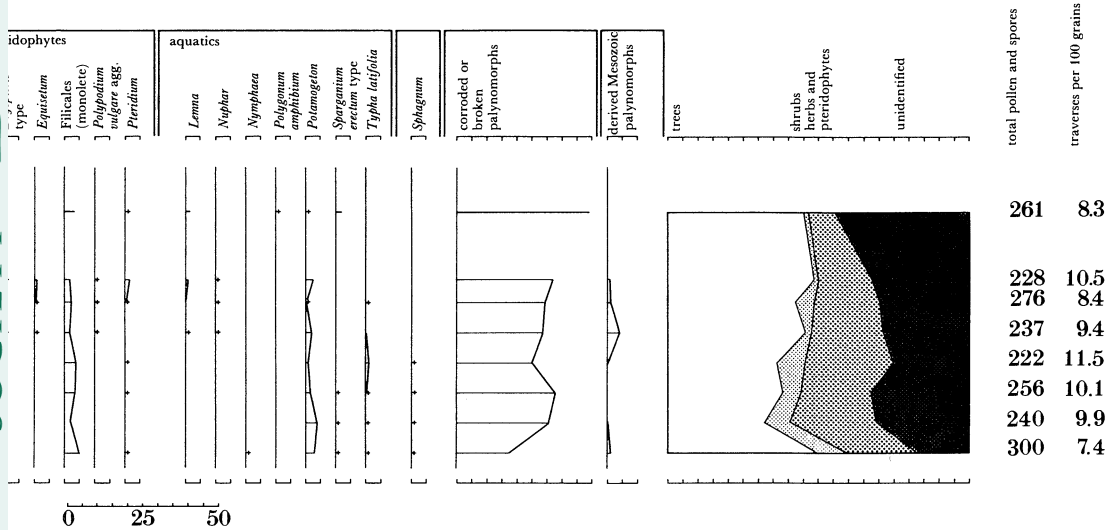 idophytes
aquatics
type
Equisetum
Filicales
(monolete)
Polypodium
vulgare agg.
Pteridium
Lemna
Nuphar
Nymphaea
Polygonum
amphibium
Potamogeton
Sparganium
erectum type
Typha latifolia
Sphagnum
corroded or
broken
palynomorphs
derived Mesozoic
palynomorphs
trees
shrubs
herbs and
pteridophytes
unidentified
total pollen and spores
traverses per 100 grains
261 8.3
228 10.5
276 8.4
237 9.4
222 11.5
256 10.1
240 9.9
300 7.4
0 25 50